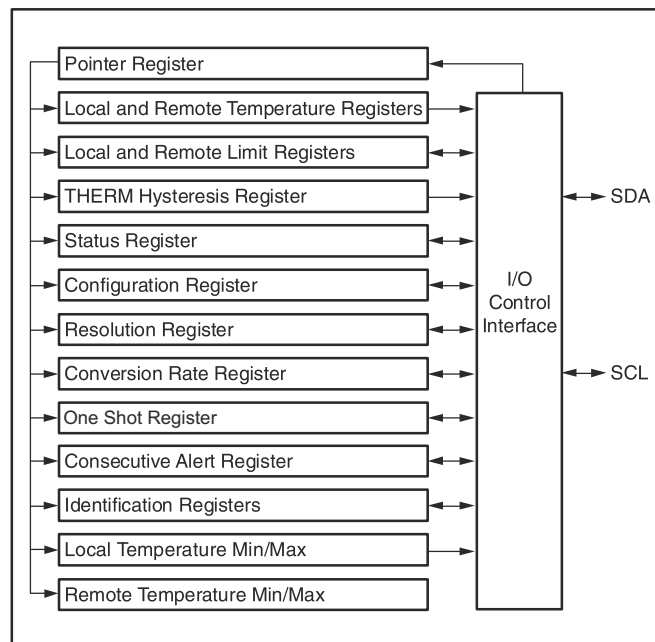 Pointer Register
Local and Remote Temperature Registers
Local and Remote Limit Registers
THERM Hysteresis Register
Status Register
Configuration Register
Resolution Register
Conversion Rate Register
One Shot Register
Consecutive Alert Register
Identification Registers
Local Temperature Min/Max
Remote Temperature Min/Max
I/O
Control
Interface
SDA
SCL